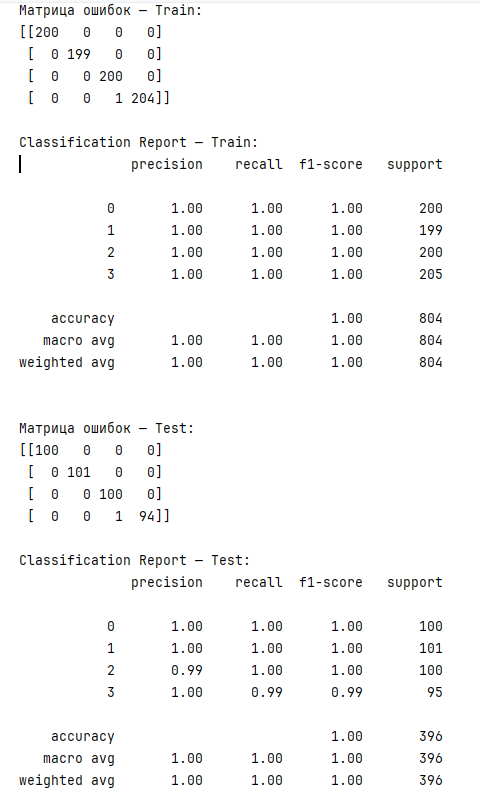 Матрица ошибок — Train:
[[200   0   0   0]
 [  0 199   0   0]
 [  0   0 200   0]
 [  0   0   1 204]]
Classification Report — Train:
              precision    recall  f1-score   support
           0       1.00      1.00      1.00       200
           1       1.00      1.00      1.00       199
           2       1.00      1.00      1.00       200
           3       1.00      1.00      1.00       205
    accuracy                           1.00       804
   macro avg       1.00      1.00      1.00       804
weighted avg       1.00      1.00      1.00       804
Матрица ошибок — Test:
[[100   0   0   0]
 [  0 101   0   0]
 [  0   0 100   0]
 [  0   0   1  94]]
Classification Report — Test:
              precision    recall  f1-score   support
           0       1.00      1.00      1.00       100
           1       1.00      1.00      1.00       101
           2       0.99      1.00      1.00       100
           3       1.00      0.99      0.99        95
    accuracy                           1.00       396
   macro avg       1.00      1.00      1.00       396
weighted avg       1.00      1.00      1.00       396